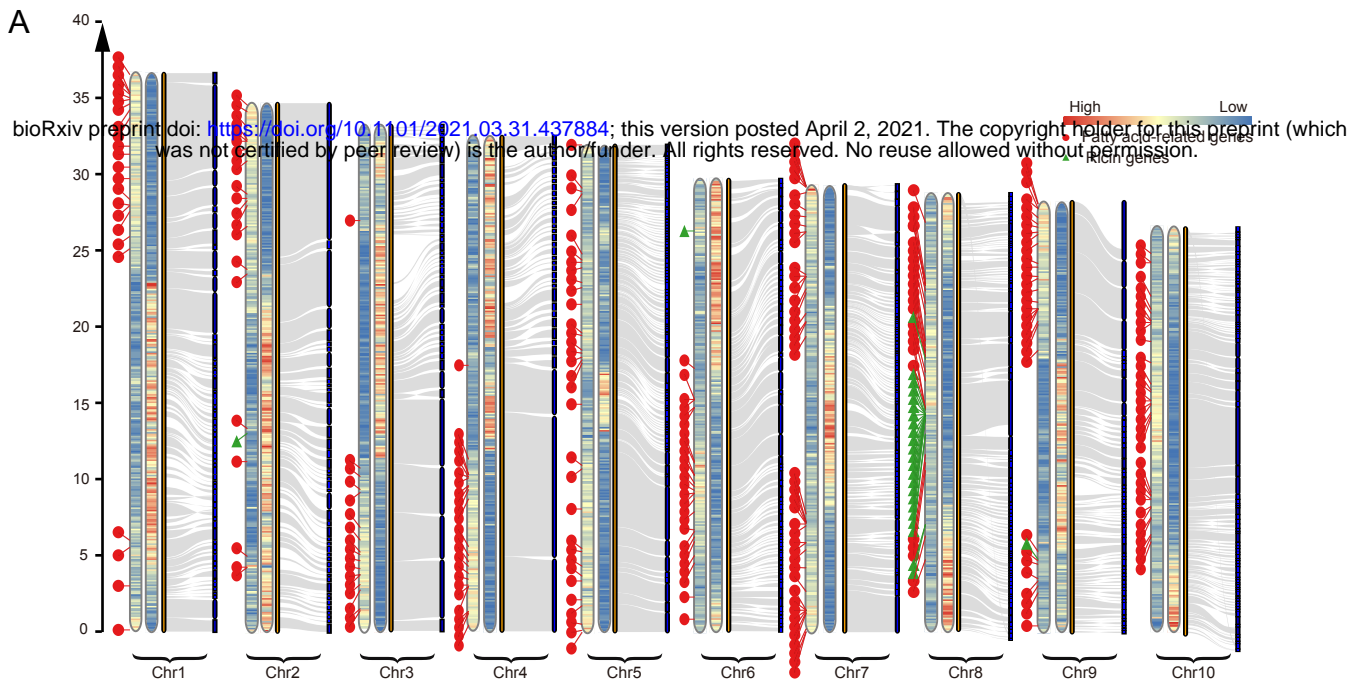 A
40
35
30
25
20
15
10
5
0
High Low
bioRxiv preprint doi: https://doi.org/10.1101/2021.03.31.437884; this version posted April 2, 2021. The copyright holder for this preprint (which
was not certified by peer review) is the author/funder. All rights reserved. No reuse allowed without permission.
Fatty acid-related genes
Ricin genes
Chr1 Chr2 Chr3 Chr4 Chr5 Chr6 Chr7 Chr8 Chr9 Chr10